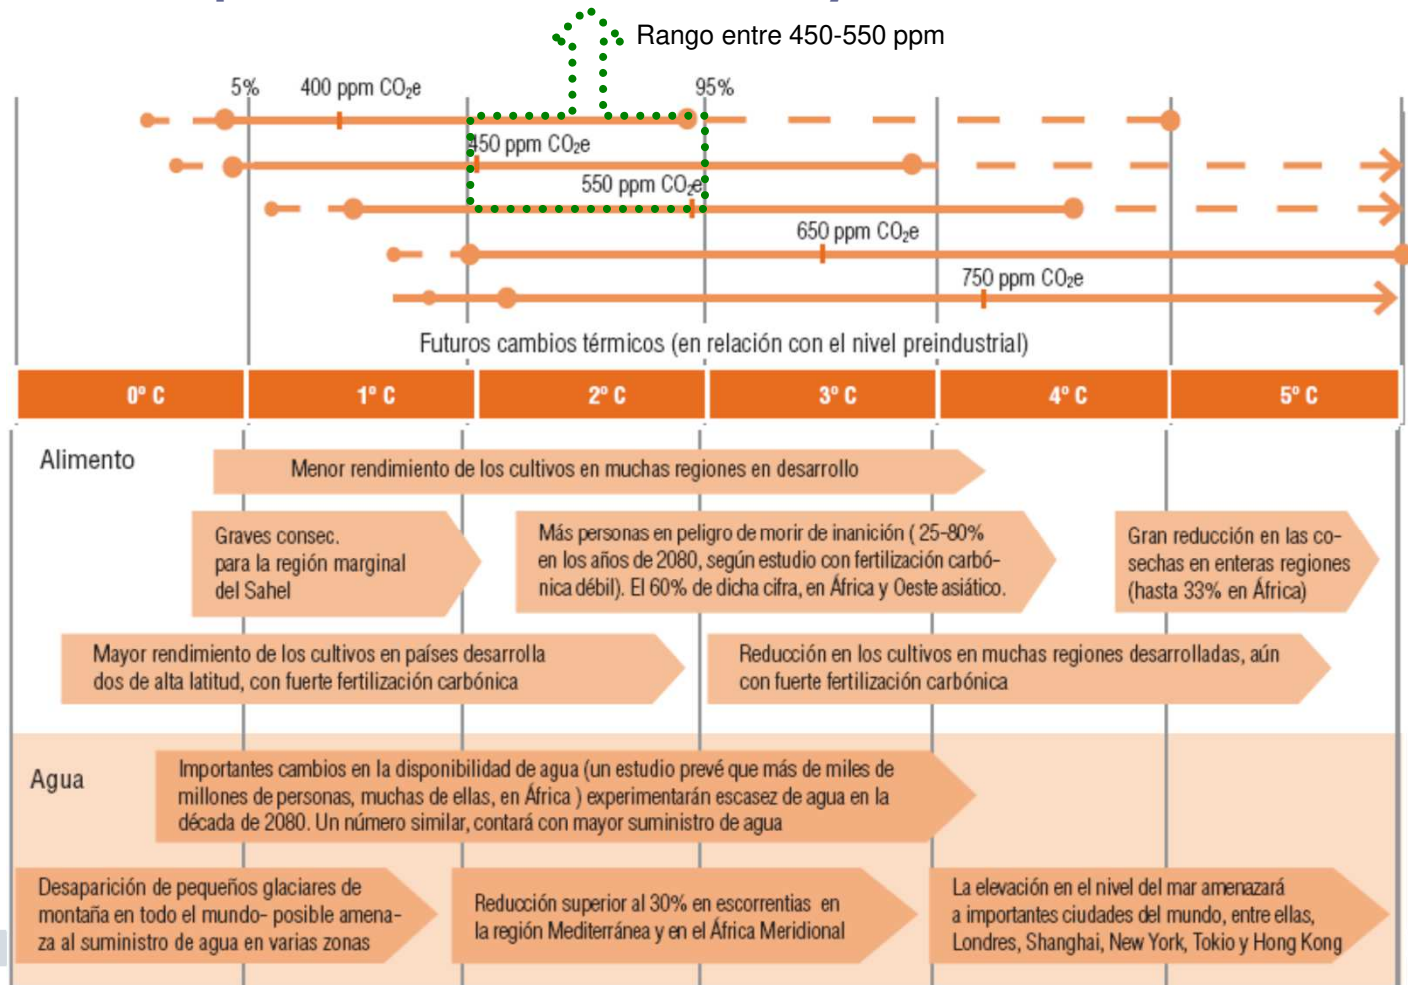 Rango entre 450-550 ppm
5%
400 ppm CO₂e
95%
450 ppm CO₂e
550 ppm CO₂e
650 ppm CO₂e
750 ppm CO₂e
Futuros cambios térmicos (en relación con el nivel preindustrial)
0º C
1º C
2º C
3º C
4º C
5º C
Alimento
Menor rendimiento de los cultivos en muchas regiones en desarrollo
Graves consec.
para la región marginal
del Sahel
Más personas en peligro de morir de inanición ( 25-80%
en los años de 2080, según estudio con fertilización carbó-
nica débil). El 60% de dicha cifra, en África y Oeste asiático.
Gran reducción en las co-
sechas en enteras regiones
(hasta 33% en África)
Mayor rendimiento de los cultivos en países desarrolla
dos de alta latitud, con fuerte fertilización carbónica
Reducción en los cultivos en muchas regiones desarrolladas, aún
con fuerte fertilización carbónica
Agua
Importantes cambios en la disponibilidad de agua (un estudio prevé que más de miles de
millones de personas, muchas de ellas, en África ) experimentarán escasez de agua en la
década de 2080. Un número similar, contará con mayor suministro de agua
Desaparición de pequeños glaciares de
montaña en todo el mundo- posible amena-
za al suministro de agua en varias zonas
Reducción superior al 30% en escorrentias en
la región Mediterránea y en el África Meridional
La elevación en el nivel del mar amenazará
a importantes ciudades del mundo, entre ellas,
Londres, Shanghai, New York, Tokio y Hong Kong